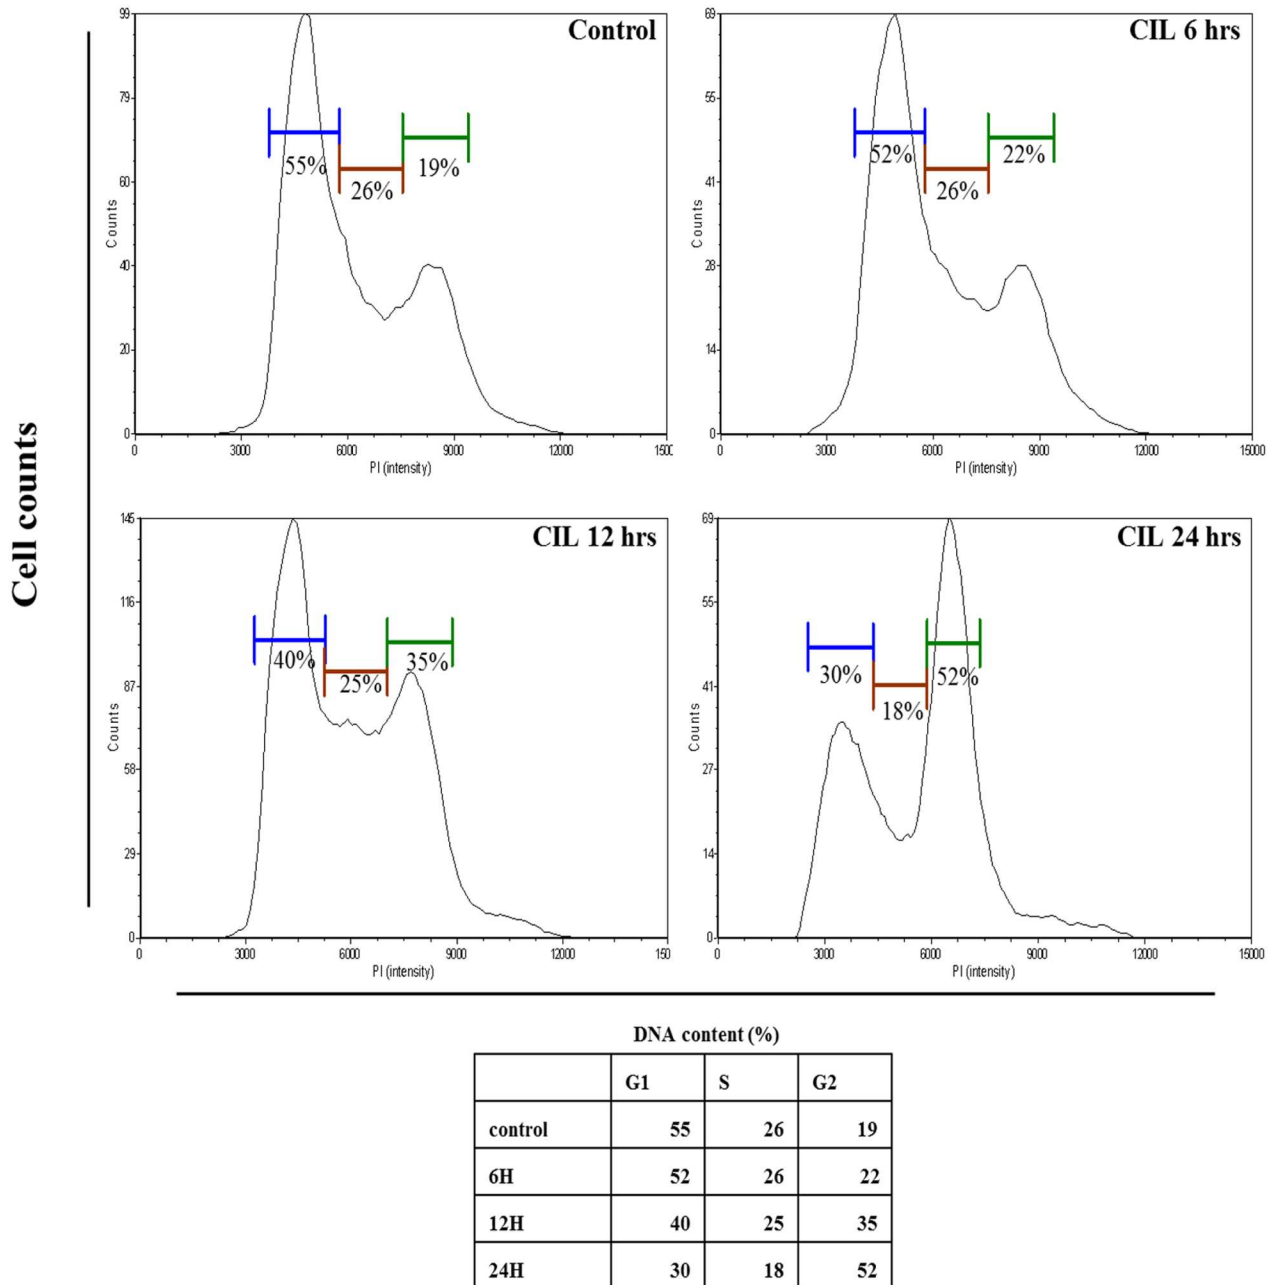 Cell counts
Control
99
79
60
40
20
0
Counts
55%
26%
19%
0 3000 6000 9000 12000 150C
PI (intensity)
CIL 6 hrs
69
55
41
28
14
0
Counts
52%
26%
22%
0 3000 6000 9000 12000 15000
PI (intensity)
CIL 12 hrs
145
116
87
58
29
0
Counts
40%
25%
35%
0 3000 6000 9000 12000 150
PI (intensity)
CIL 24 hrs
69
55
41
27
14
0
Counts
30%
18%
52%
0 3000 6000 9000 12000 15000
PI (intensity)
DNA content (%)
G1 S G2
control 55 26 19
6H 52 26 22
12H 40 25 35
24H 30 18 52